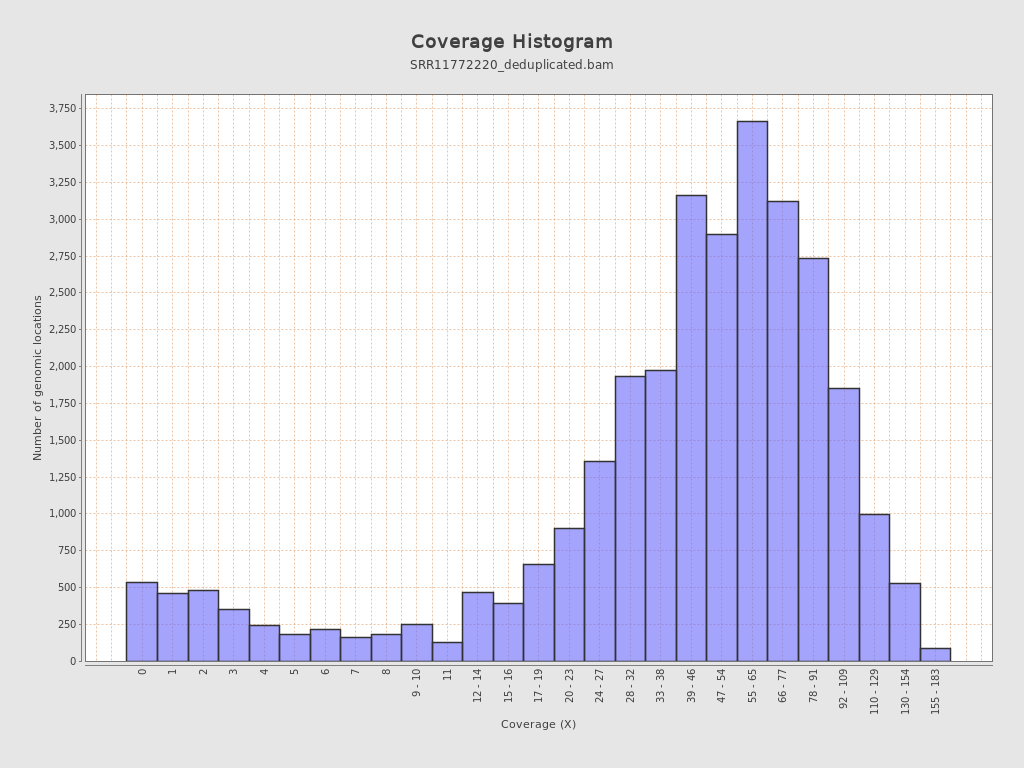 Coverage Histogram
SRR11772220_deduplicated.bam
Number of genomic locations
3,750
3,500
3,250
3,000
2,750
2,500
2,250
2,000
1,750
1,500
1,250
1,000
750
500
250
0
0
1
2
3
4
5
6
7
8
9 - 10
11
12 - 14
15 - 16
17 - 19
20 - 23
24 - 27
28 - 32
33 - 38
39 - 46
47 - 54
55 - 65
66 - 77
78 - 91
92 - 109
110 - 129
130 - 154
155 - 183
Coverage (X)